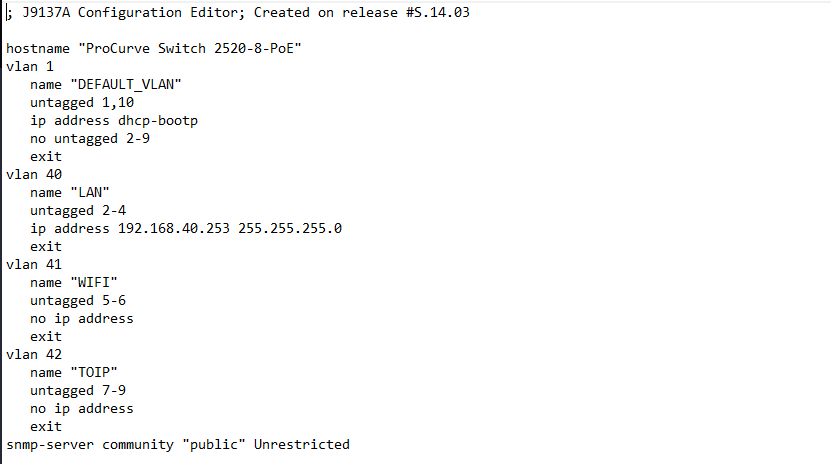 ; J9137A Configuration Editor; Created on release #S.14.03
hostname "ProCurve Switch 2520-8-PoE"
vlan 1
name "DEFAULT_VLAN"
untagged 1,10
ip address dhcp-bootp
no untagged 2-9
exit
vlan 40
name "LAN"
untagged 2-4
ip address 192.168.40.253 255.255.255.0
exit
vlan 41
name "WIFI"
untagged 5-6
no ip address
exit
vlan 42
name "TOIP"
untagged 7-9
no ip address
exit
snmp-server community "public" Unrestricted